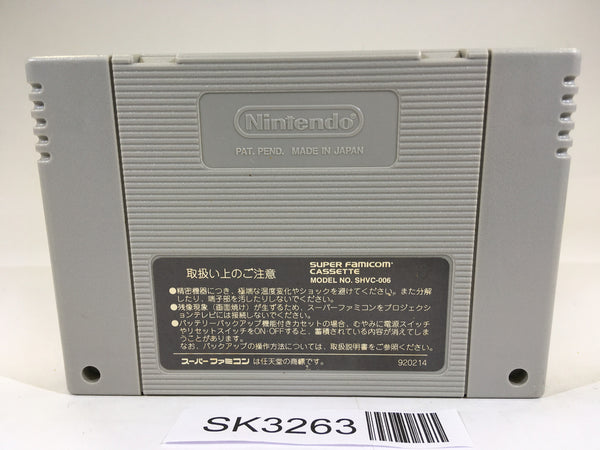 Nintendo®
PAT. PEND. MADE IN JAPAN
取扱い上のご注意
SUPER FAMICOM™
CASSETTE
MODEL NO. SHVC-006
●精密機器につき、極端な温度変化やショックを避けてください。また分解
したり、端子部を汚したりしないでください。
●残像現象(画面焼け)が生ずるため、スーパーファミコンをプロジェクシ
ョンテレビには接続しないでください。
●バッテリーバックアップ機能付きカセットの場合、むやみに電源スイッチ
やリセットスイッチをON・OFFすると、蓄積されている内容が消えてしま
うことがあります。
なお、バックアップの操作方法については、取扱説明書をご参照ください。
スーパーファミコン は任天堂の商標です。
920214
SK3263